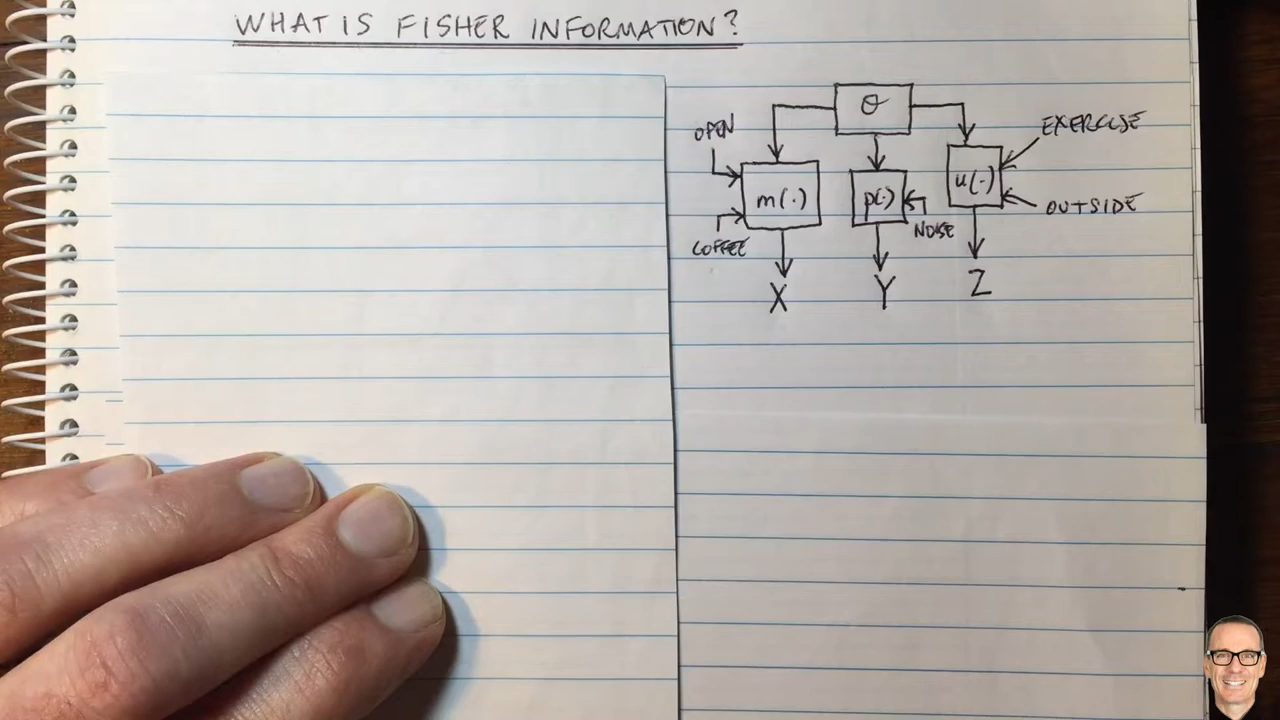 WHAT IS FISHER INFORMATION?
θ
OPEN
EXERCISE
m(·)
p(·)
u(·)
OUTSIDE
COFFEE
NOISE
X
Y
Z